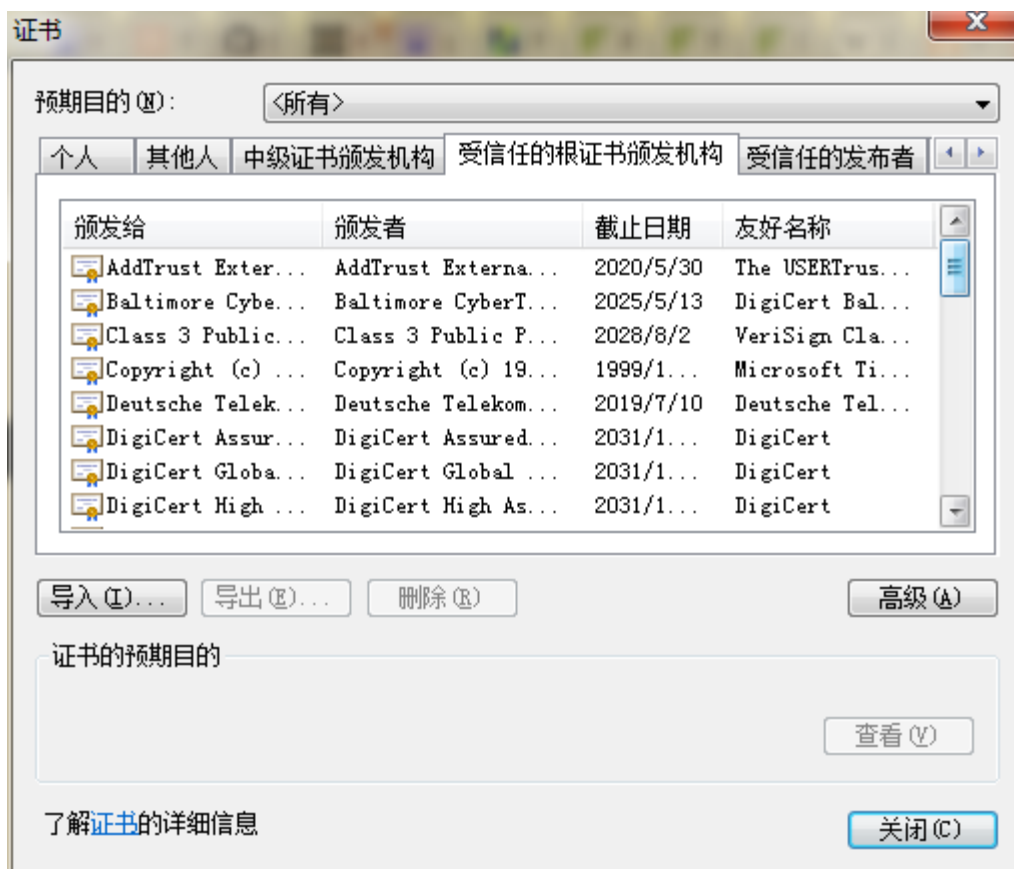 证书
预期目的(N): <所有>
个人 其他人 中级证书颁发机构 受信任的根证书颁发机构 受信任的发布者
颁发给 颁发者 截止日期 友好名称
AddTrust Exter... AddTrust Externa... 2020/5/30 The USERTrus...
Baltimore Cybe... Baltimore CyberT... 2025/5/13 DigiCert Bal...
Class 3 Public... Class 3 Public P... 2028/8/2 VeriSign Cla...
Copyright (c) ... Copyright (c) 19... 1999/1... Microsoft Ti...
Deutsche Telek... Deutsche Telekom... 2019/7/10 Deutsche Tel...
DigiCert Assur... DigiCert Assured... 2031/1... DigiCert
DigiCert Globa... DigiCert Global ... 2031/1... DigiCert
DigiCert High ... DigiCert High As... 2031/1... DigiCert
导入(I)... 导出(E)... 删除(R) 高级(A)
证书的预期目的
查看(V)
了解证书的详细信息
关闭(C)